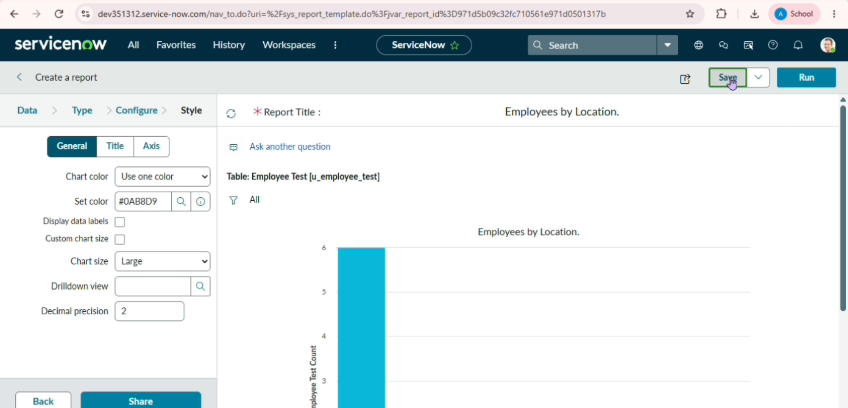 dev351312.service-now.com/nav_to.do?uri=%2Fsys_report_template.do%3Fjvar_report_id%3D971d5b09c32fc710561e971d0501317b
A School
servicenow All Favorites History Workspaces ServiceNow Search
Create a report Save Run
Data Type Configure Style
* Report Title : Employees by Location.
General Title Axis
Ask another question
Chart color Use one color
Table: Employee Test [u_employee_test]
Set color #0AB8D9
All
Display data labels
Custom chart size
Employees by Location.
Chart size Large
Drilldown view
Decimal precision 2
6
5
4
3
mployee Test Count
Back Share